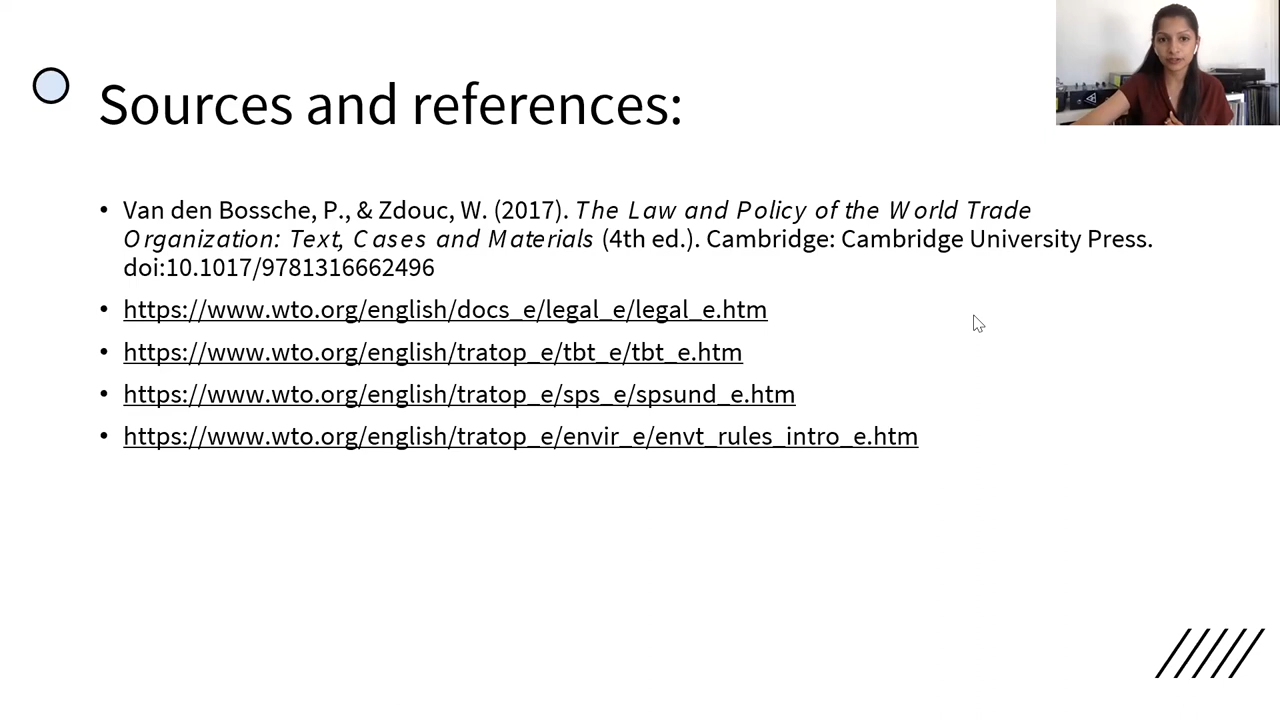 Sources and references:
• Van den Bossche, P., & Zdouc, W. (2017). The Law and Policy of the World Trade
Organization: Text, Cases and Materials (4th ed.). Cambridge: Cambridge University Press.
doi:10.1017/9781316662496
• https://www.wto.org/english/docs_e/legal_e/legal_e.htm
• https://www.wto.org/english/tratop_e/tbt_e/tbt_e.htm
• https://www.wto.org/english/tratop_e/sps_e/spsund_e.htm
• https://www.wto.org/english/tratop_e/envir_e/envt_rules_intro_e.htm